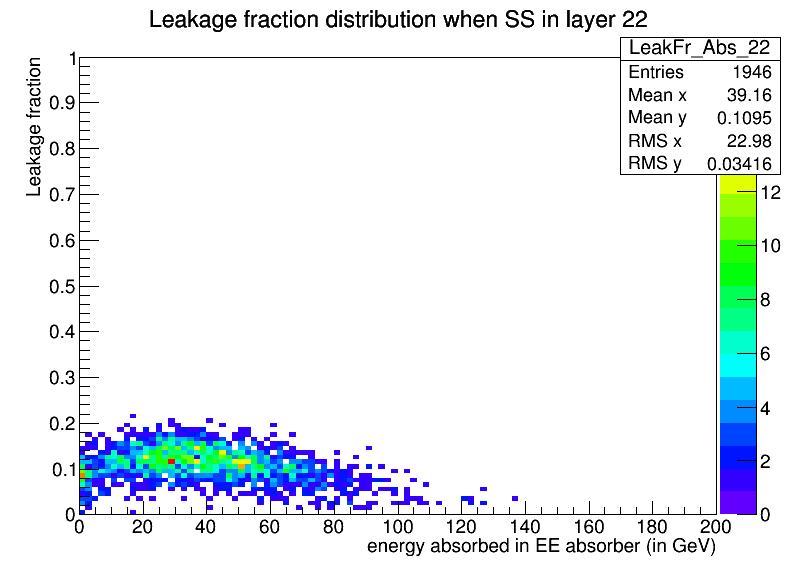 Leakage fraction distribution when SS in layer 22
LeakFr_Abs_22
Entries 1946
Mean x 39.16
Mean y 0.1095
RMS x 22.98
RMS y 0.03416
Leakage fraction
1
0.9
0.8
0.7
0.6
0.5
0.4
0.3
0.2
0.1
0
12
10
8
6
4
2
0
0 20 40 60 80 100 120 140 160 180 200
energy absorbed in EE absorber (in GeV)